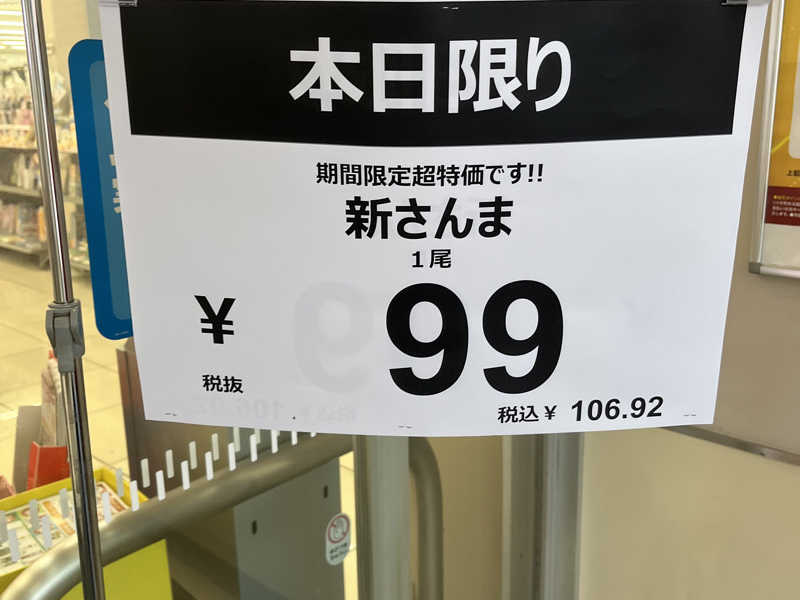 本日限り
期間限定超特価です!!
新さんま
1尾
¥ 99
税抜
税込¥ 106.92